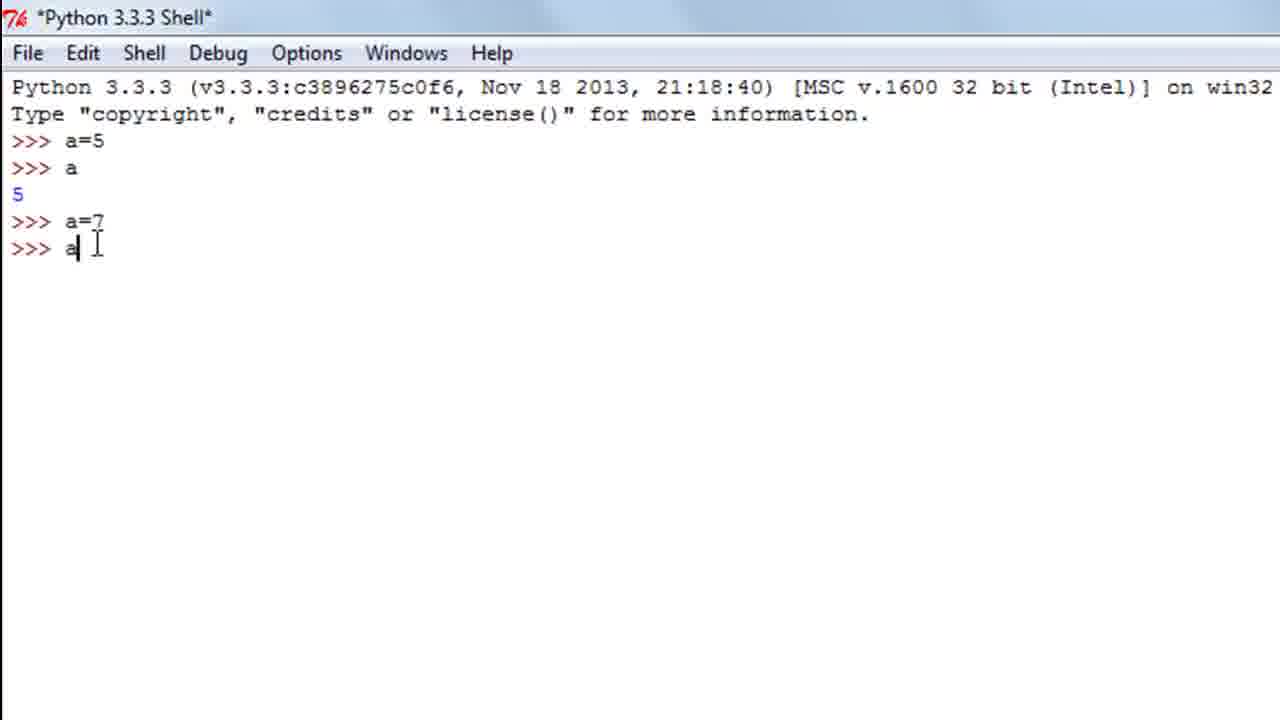 *Python 3.3.3 Shell*
File Edit Shell Debug Options Windows Help
Python 3.3.3 (v3.3.3:c3896275c0f6, Nov 18 2013, 21:18:40) [MSC v.1600 32 bit (Intel)] on win32
Type "copyright", "credits" or "license()" for more information.
>>> a=5
>>> a
5
>>> a=7
>>> a